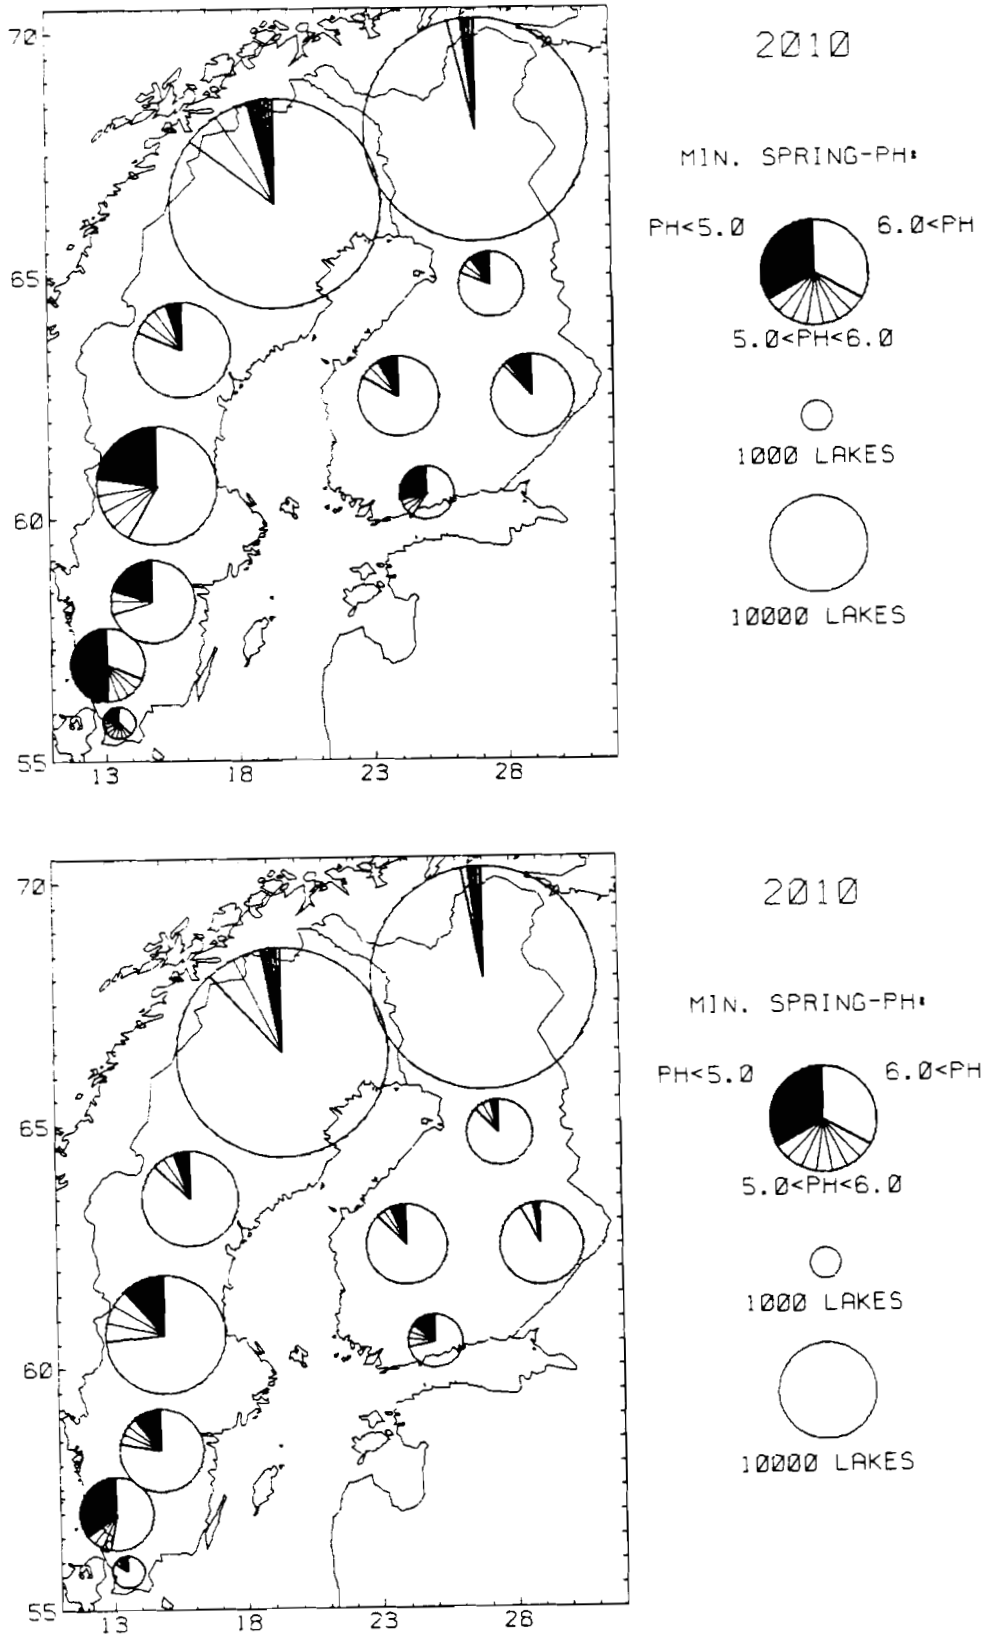 2010
MIN. SPRING-PH:
PH<5.0
6.0<PH
5.0<PH<6.0
1000 LAKES
10000 LAKES
70
65
60
55
13 18 23 28
2010
MIN. SPRING-PH:
PH<5.0
6.0<PH
5.0<PH<6.0
1000 LAKES
10000 LAKES
70
65
60
55
13 18 23 28